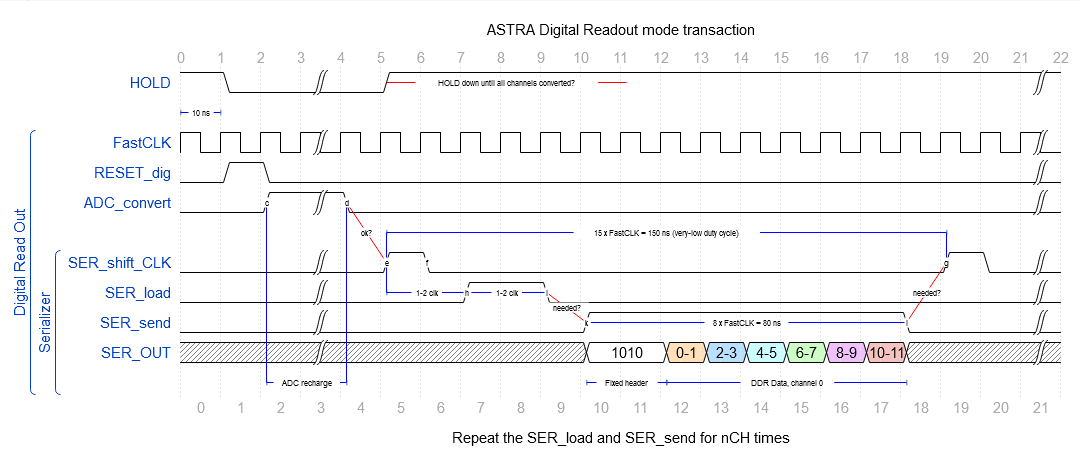 ASTRA Digital Readout mode transaction
0 1 2 3 4 5 6 7 8 9 10 11 12 13 14 15 16 17 18 19 20 21 22
HOLD
HOLD down until all channels converted?
10 ns
FastCLK
RESET_dig
ADC_convert
c
d
ok?
15 x FastCLK = 150 ns (very-low duty cycle)
Digital Read Out
Serializer
SER_shift_CLK
e
f
g
SER_load
1-2 clk
h
1-2 clk
i
needed?
needed?
SER_send
k
8 x FastCLK = 80 ns
l
SER_OUT
1010
0-1
2-3
4-5
6-7
8-9
10-11
ADC recharge
Fixed header
DDR Data, channel 0
0 1 2 3 4 5 6 7 8 9 10 11 12 13 14 15 16 17 18 19 20 21
Repeat the SER_load and SER_send for nCH times